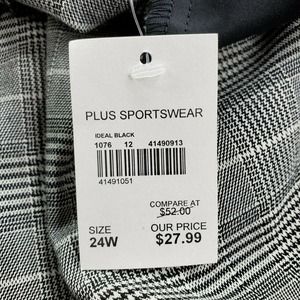 PLUS SPORTSWEAR
IDEAL BLACK
1076 12 41490913
41491051
COMPARE AT
$52.00
SIZE OUR PRICE
24W $27.99